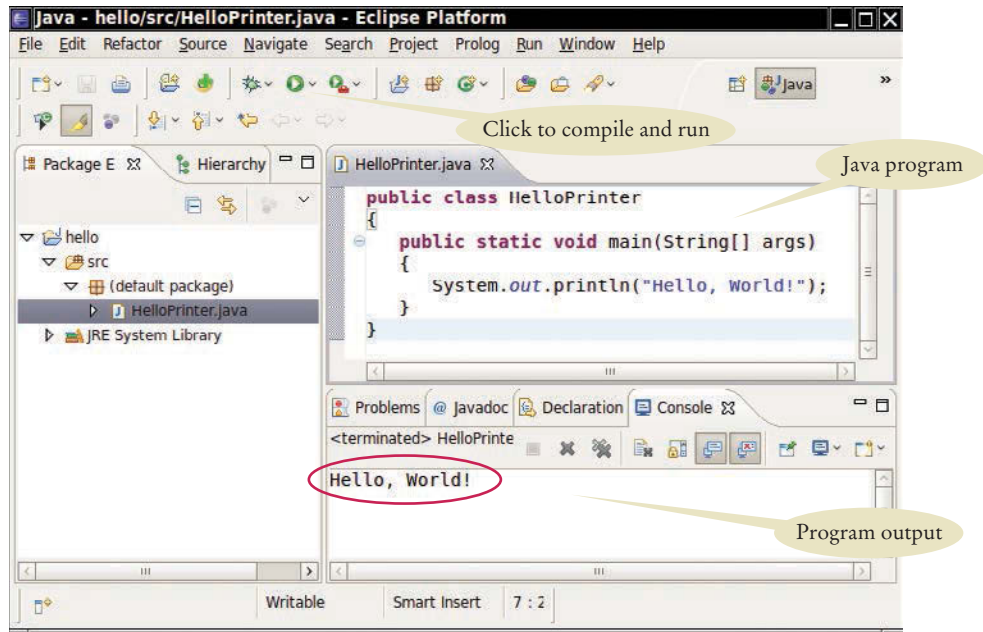 Java - hello/src/HelloPrinter.java - Eclipse Platform
File Edit Refactor Source Navigate Search Project Prolog Run Window Help
Java »
Click to compile and run
Package E Hierarchy
HelloPrinter.java
Java program
hello
src
(default package)
HelloPrinter.java
JRE System Library
public class HelloPrinter
{
public static void main(String[] args)
{
System.out.println("Hello, World!");
}
}
Problems @ Javadoc Declaration Console
<terminated> HelloPrinte
Hello, World!
Program output
Writable Smart Insert 7 : 2